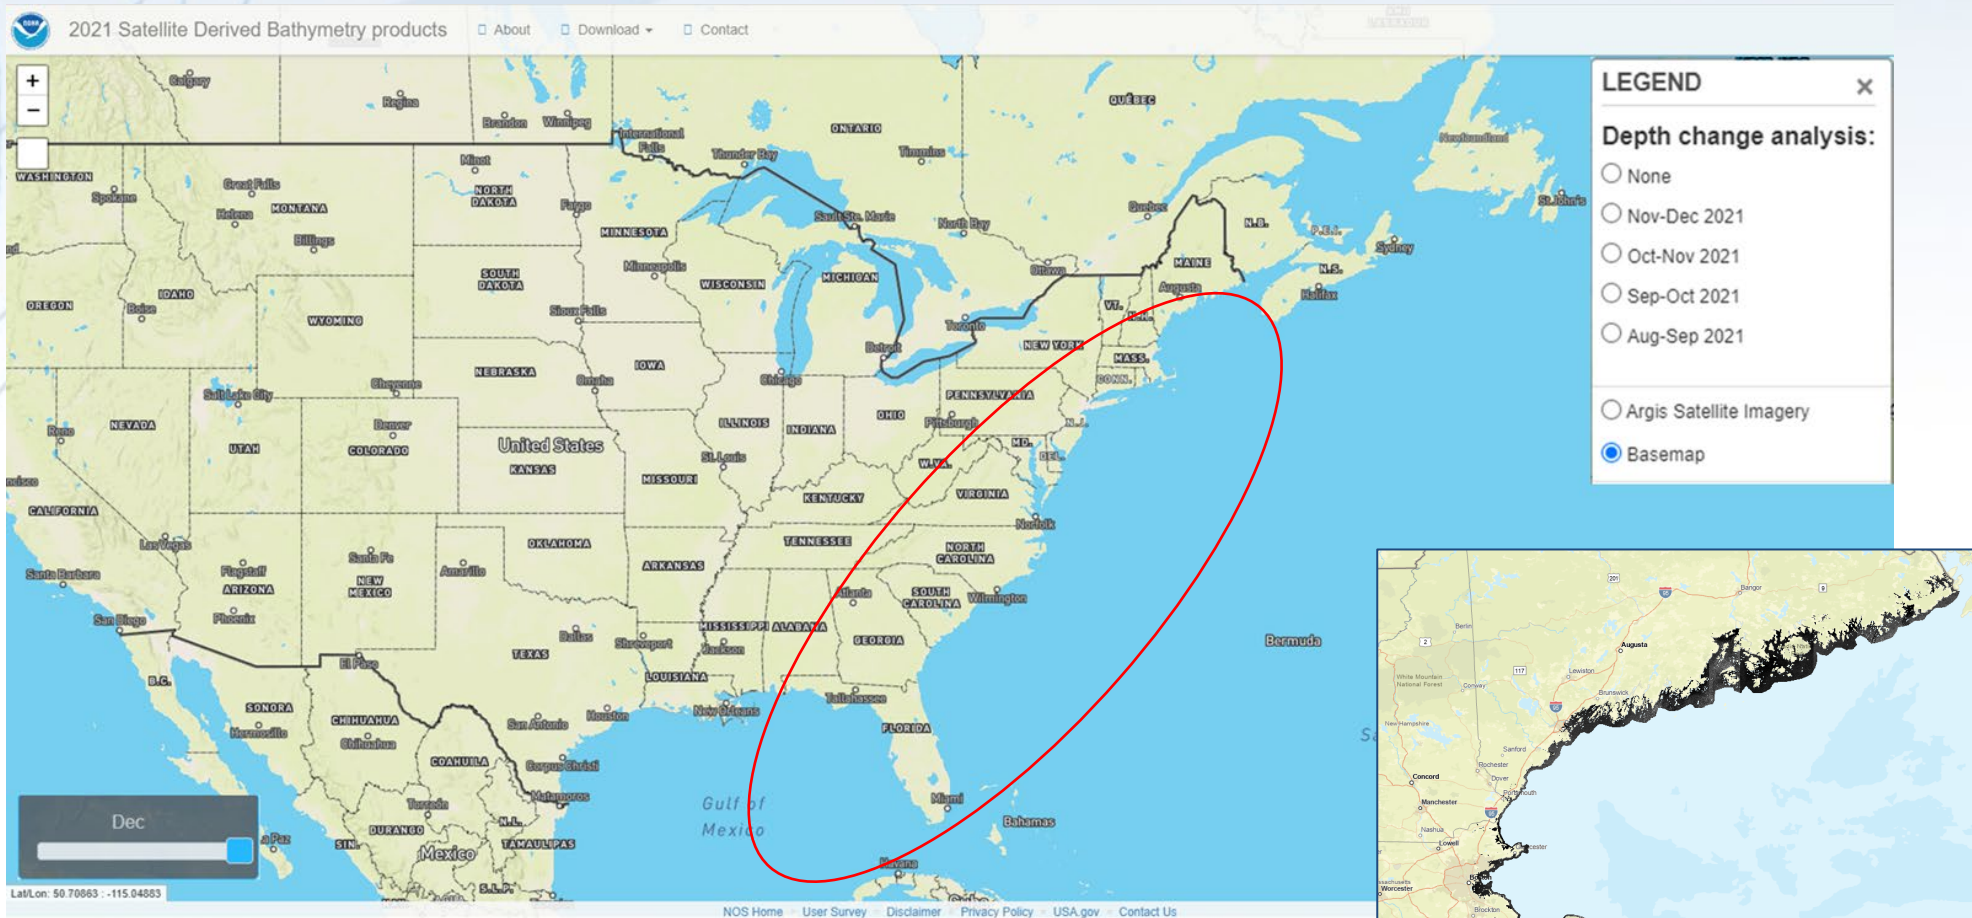 2021 Satellite Derived Bathymetry products
About
Download
Contact
+
−
LEGEND
×
Depth change analysis:
None
Nov-Dec 2021
Oct-Nov 2021
Sep-Oct 2021
Aug-Sep 2021
Argis Satellite Imagery
Basemap
Calgary
Regina
Brandon
Winnipeg
International
Falls
Thunder Bay
ONTARIO
Timmins
QUÉBEC
Newfoundland
St. John's
WASHINGTON
Spokane
Great Falls
Helena
MONTANA
Billings
Minot
NORTH
DAKOTA
Fargo
MINNESOTA
Minneapolis
Sault Ste. Marie
North Bay
Quebec
N.B.
P.E.I.
Sydney
N.S.
Halifax
Ottawa
MAINE
Augusta
OREGON
IDAHO
Boise
WYOMING
SOUTH
DAKOTA
Sioux Falls
WISCONSIN
MICHIGAN
Toronto
Detroit
VT.
N.H.
NEW YORK
MASS.
CONN.
NEBRASKA
IOWA
Omaha
Chicago
Cheyenne
Salt Lake City
Reno
NEVADA
UTAH
Denver
COLORADO
United States
KANSAS
ILLINOIS
INDIANA
OHIO
PENNSYLVANIA
Pittsburgh
N.J.
MD.
DEL.
W.VA.
St. Louis
MISSOURI
KENTUCKY
VIRGINIA
Norfolk
CALIFORNIA
Las Vegas
Santa Barbara
Flagstaff
ARIZONA
Phoenix
San Diego
Santa Fe
NEW
MEXICO
Amarillo
OKLAHOMA
ARKANSAS
TENNESSEE
NORTH
CAROLINA
Atlanta
SOUTH
CAROLINA
Wilmington
MISSISSIPPI
ALABAMA
GEORGIA
Jackson
Dallas
Shreveport
TEXAS
LOUISIANA
El Paso
B.C.
SONORA
Hermosillo
CHIHUAHUA
Chihuahua
San Antonio
Houston
New Orleans
Tallahassee
FLORIDA
Bermuda
COAHUILA
Corpus Christi
Matamoros
Torreón
N.L.
DURANGO
SIN.
TAMAULIPAS
Mexico
S.L.P.
Gulf of
Mexico
Miami
Bahamas
Havana
Dec
Lat/Lon: 50.70863 : -115.04883
NOS Home
User Survey
Disclaimer
Privacy Policy
USA.gov
Contact Us
201
95
Bangor
9
Berlin
2
Augusta
117
Lewiston
White Mountain
National Forest
Conway
Brunswick
95
New Hampshire
Sanford
Rochester
Dover
Concord
Portsmouth
Manchester
Nashua
Lowell
Boston
Worcester
Brockton